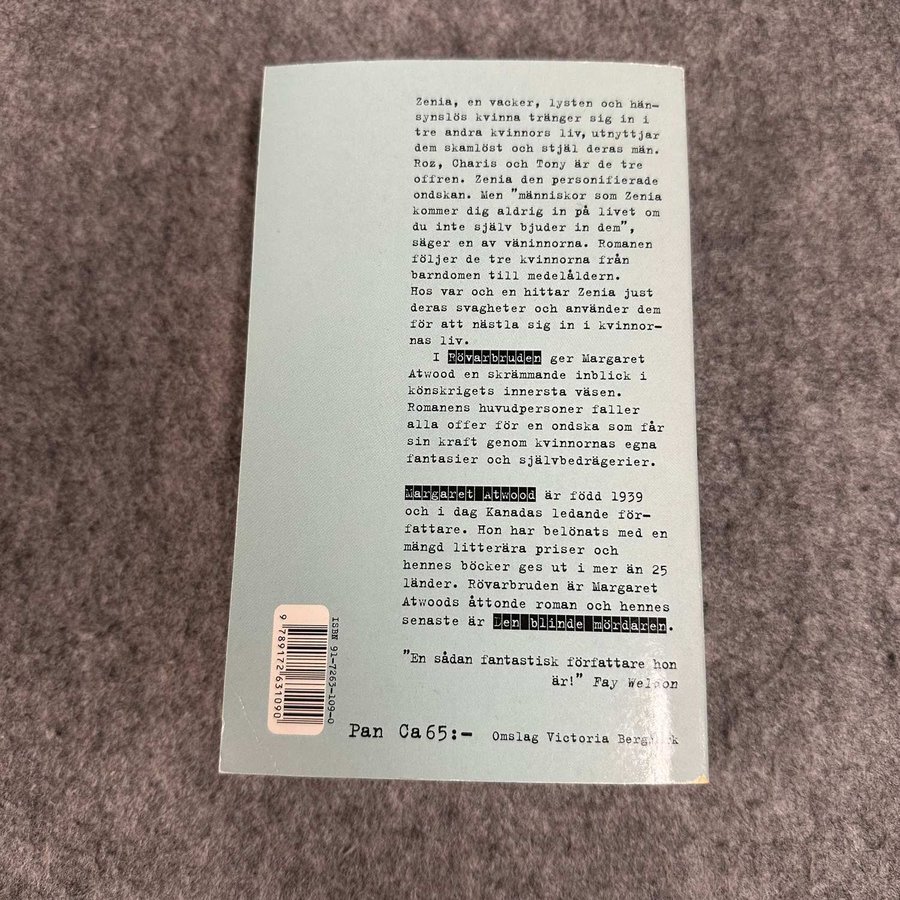 Zenia, en vacker, lysten och hän-
synslös kvinna tränger sig in i
tre andra kvinnors liv, utnyttjar
dem skamlöst och stjäl deras män.
Roz, Charis och Tony är de tre
offren. Zenia den personifierade
ondskan. Men "människor som Zenia
kommer dig aldrig in på livet om
du inte själv bjuder in dem",
säger en av väninnorna. Romanen
följer de tre kvinnorna från
barndomen till medelåldern.
Hos var och en hittar Zenia just
deras svagheter och använder dem
för att nästla sig in i kvinnor-
nas liv.
I Rövarbruden ger Margaret
Atwood en skrämmande inblick i
könskrigets innersta väsen.
Romanens huvudpersoner faller
alla offer för en ondska som får
sin kraft genom kvinnornas egna
fantasier och självbedrägerier.
Margaret Atwood är född 1939
och i dag Kanadas ledande för-
fattare. Hon har belönats med en
mängd litterära priser och
hennes böcker ges ut i mer än 25
länder. Rövarbruden är Margaret
Atwoods åttonde roman och hennes
senaste är Den blinde mördaren.
"En sådan fantastisk författare hon
är!" Fay Weldon
ISBN 91-7263-109-0
9 789172 631090
Pan Ca 65:- Omslag Victoria